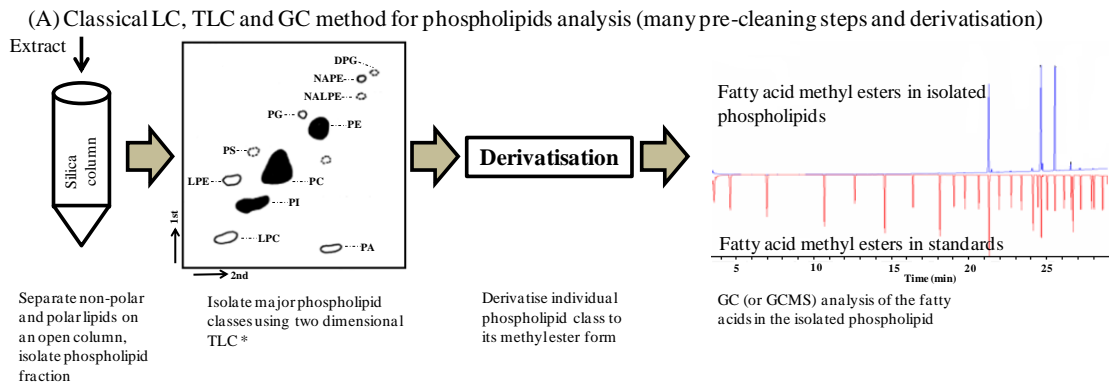 (A) Classical LC, TLC and GC method for phospholipids analysis (many pre-cleaning steps and derivatisation)
Extract
Silica
column
DPG
NAPE
NALPE
PG
PE
PS
LPE
PC
PI
LPC
PA
1st
2nd
Derivatisation
Fatty acid methyl esters in isolated
phospholipids
Fatty acid methyl esters in standards
5 10 15 20 25
Time (min)
Separate non-polar
and polar lipids on
an open column,
isolate phospholipid
fraction
Isolate major phospholipid
classes using two dimensional
TLC *
Derivatise individual
phospholipid class to
its methyl ester form
GC (or GCMS) analysis of the fatty
acids in the isolated phospholipid